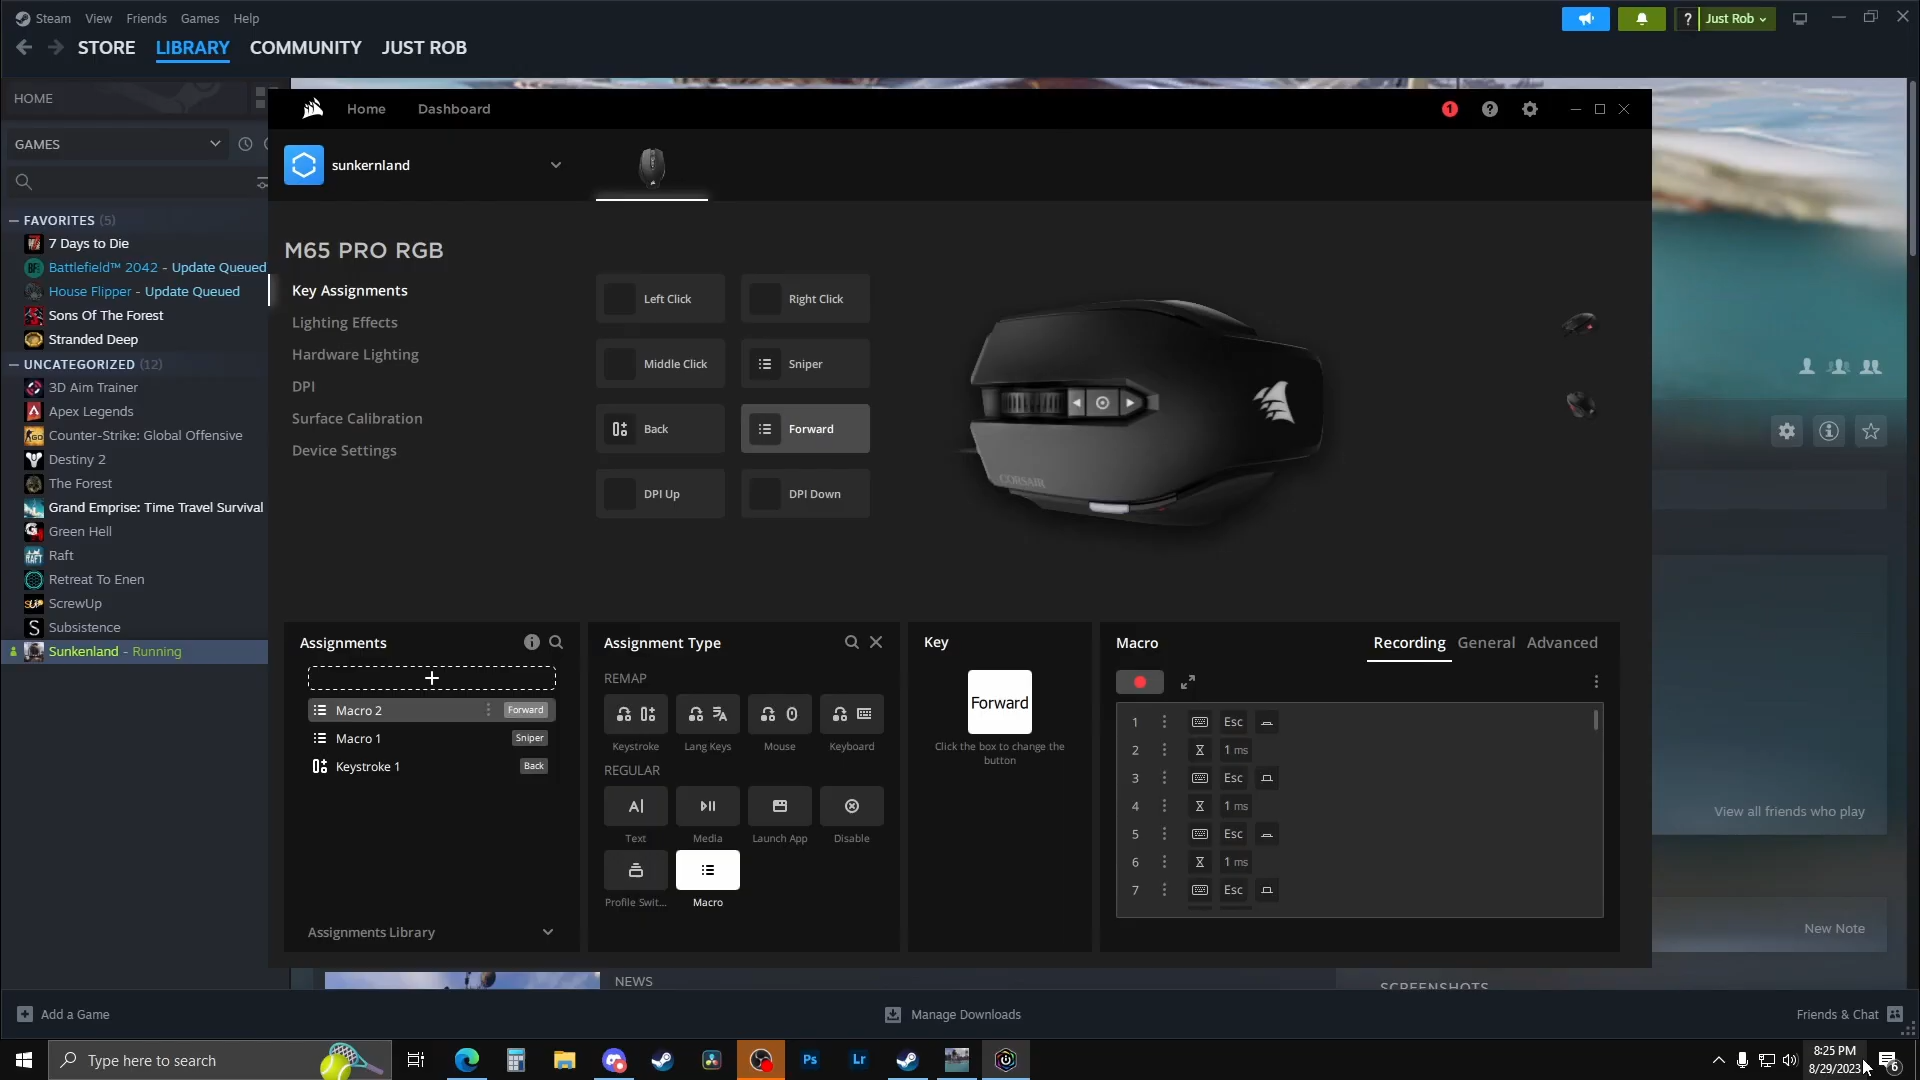 Steam View Friends Games Help
? Just Rob
STORE LIBRARY COMMUNITY JUST ROB
HOME
Home Dashboard
1
GAMES
sunkernland
FAVORITES (5)
7 Days to Die
Battlefield™ 2042 - Update Queued
House Flipper - Update Queued
Sons Of The Forest
Stranded Deep
UNCATEGORIZED (12)
3D Aim Trainer
Apex Legends
Counter-Strike: Global Offensive
Destiny 2
The Forest
Grand Emprise: Time Travel Survival
Green Hell
Raft
Retreat To Enen
ScrewUp
Subsistence
Sunkenland - Running
M65 PRO RGB
Key Assignments
Lighting Effects
Hardware Lighting
DPI
Surface Calibration
Device Settings
Left Click Right Click
Middle Click Sniper
Back Forward
DPI Up DPI Down
CORSAIR
Assignments
Macro 2 Forward
Macro 1 Sniper
Keystroke 1 Back
Assignments Library
Assignment Type
REMAP
Keystroke Lang Keys Mouse Keyboard
REGULAR
Text Media Launch App Disable
Profile Swit... Macro
Key
Forward
Click the box to change the
button
Macro Recording General Advanced
1 Esc
2 1 ms
3 Esc
4 1 ms
5 Esc
6 1 ms
7 Esc
View all friends who play
New Note
NEWS
SCREENSHOTS
Add a Game Manage Downloads Friends & Chat
Type here to search
Ps Lr
8:25 PM
8/29/2023
6